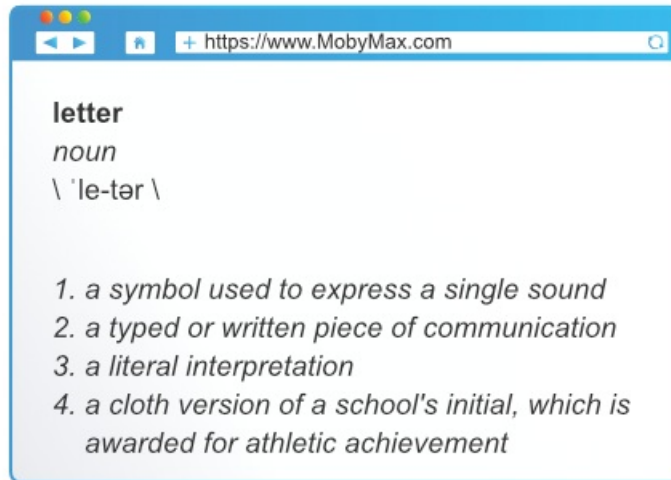 https://www.MobyMax.com
letter
noun
\ ˈle-tər \
1. a symbol used to express a single sound
2. a typed or written piece of communication
3. a literal interpretation
4. a cloth version of a school's initial, which is
awarded for athletic achievement